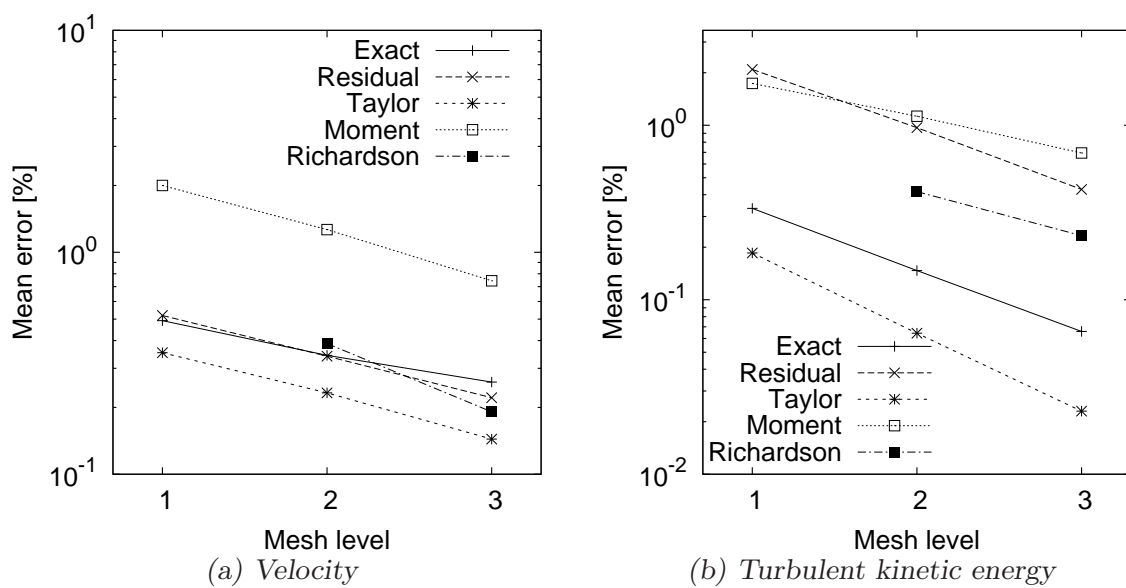 10^1
10^0
10^-1
Mean error [%]
Exact
Residual
Taylor
Moment
Richardson
1 2 3
Mesh level
(a) Velocity
10^0
10^-1
10^-2
Mean error [%]
Exact
Residual
Taylor
Moment
Richardson
1 2 3
Mesh level
(b) Turbulent kinetic energy